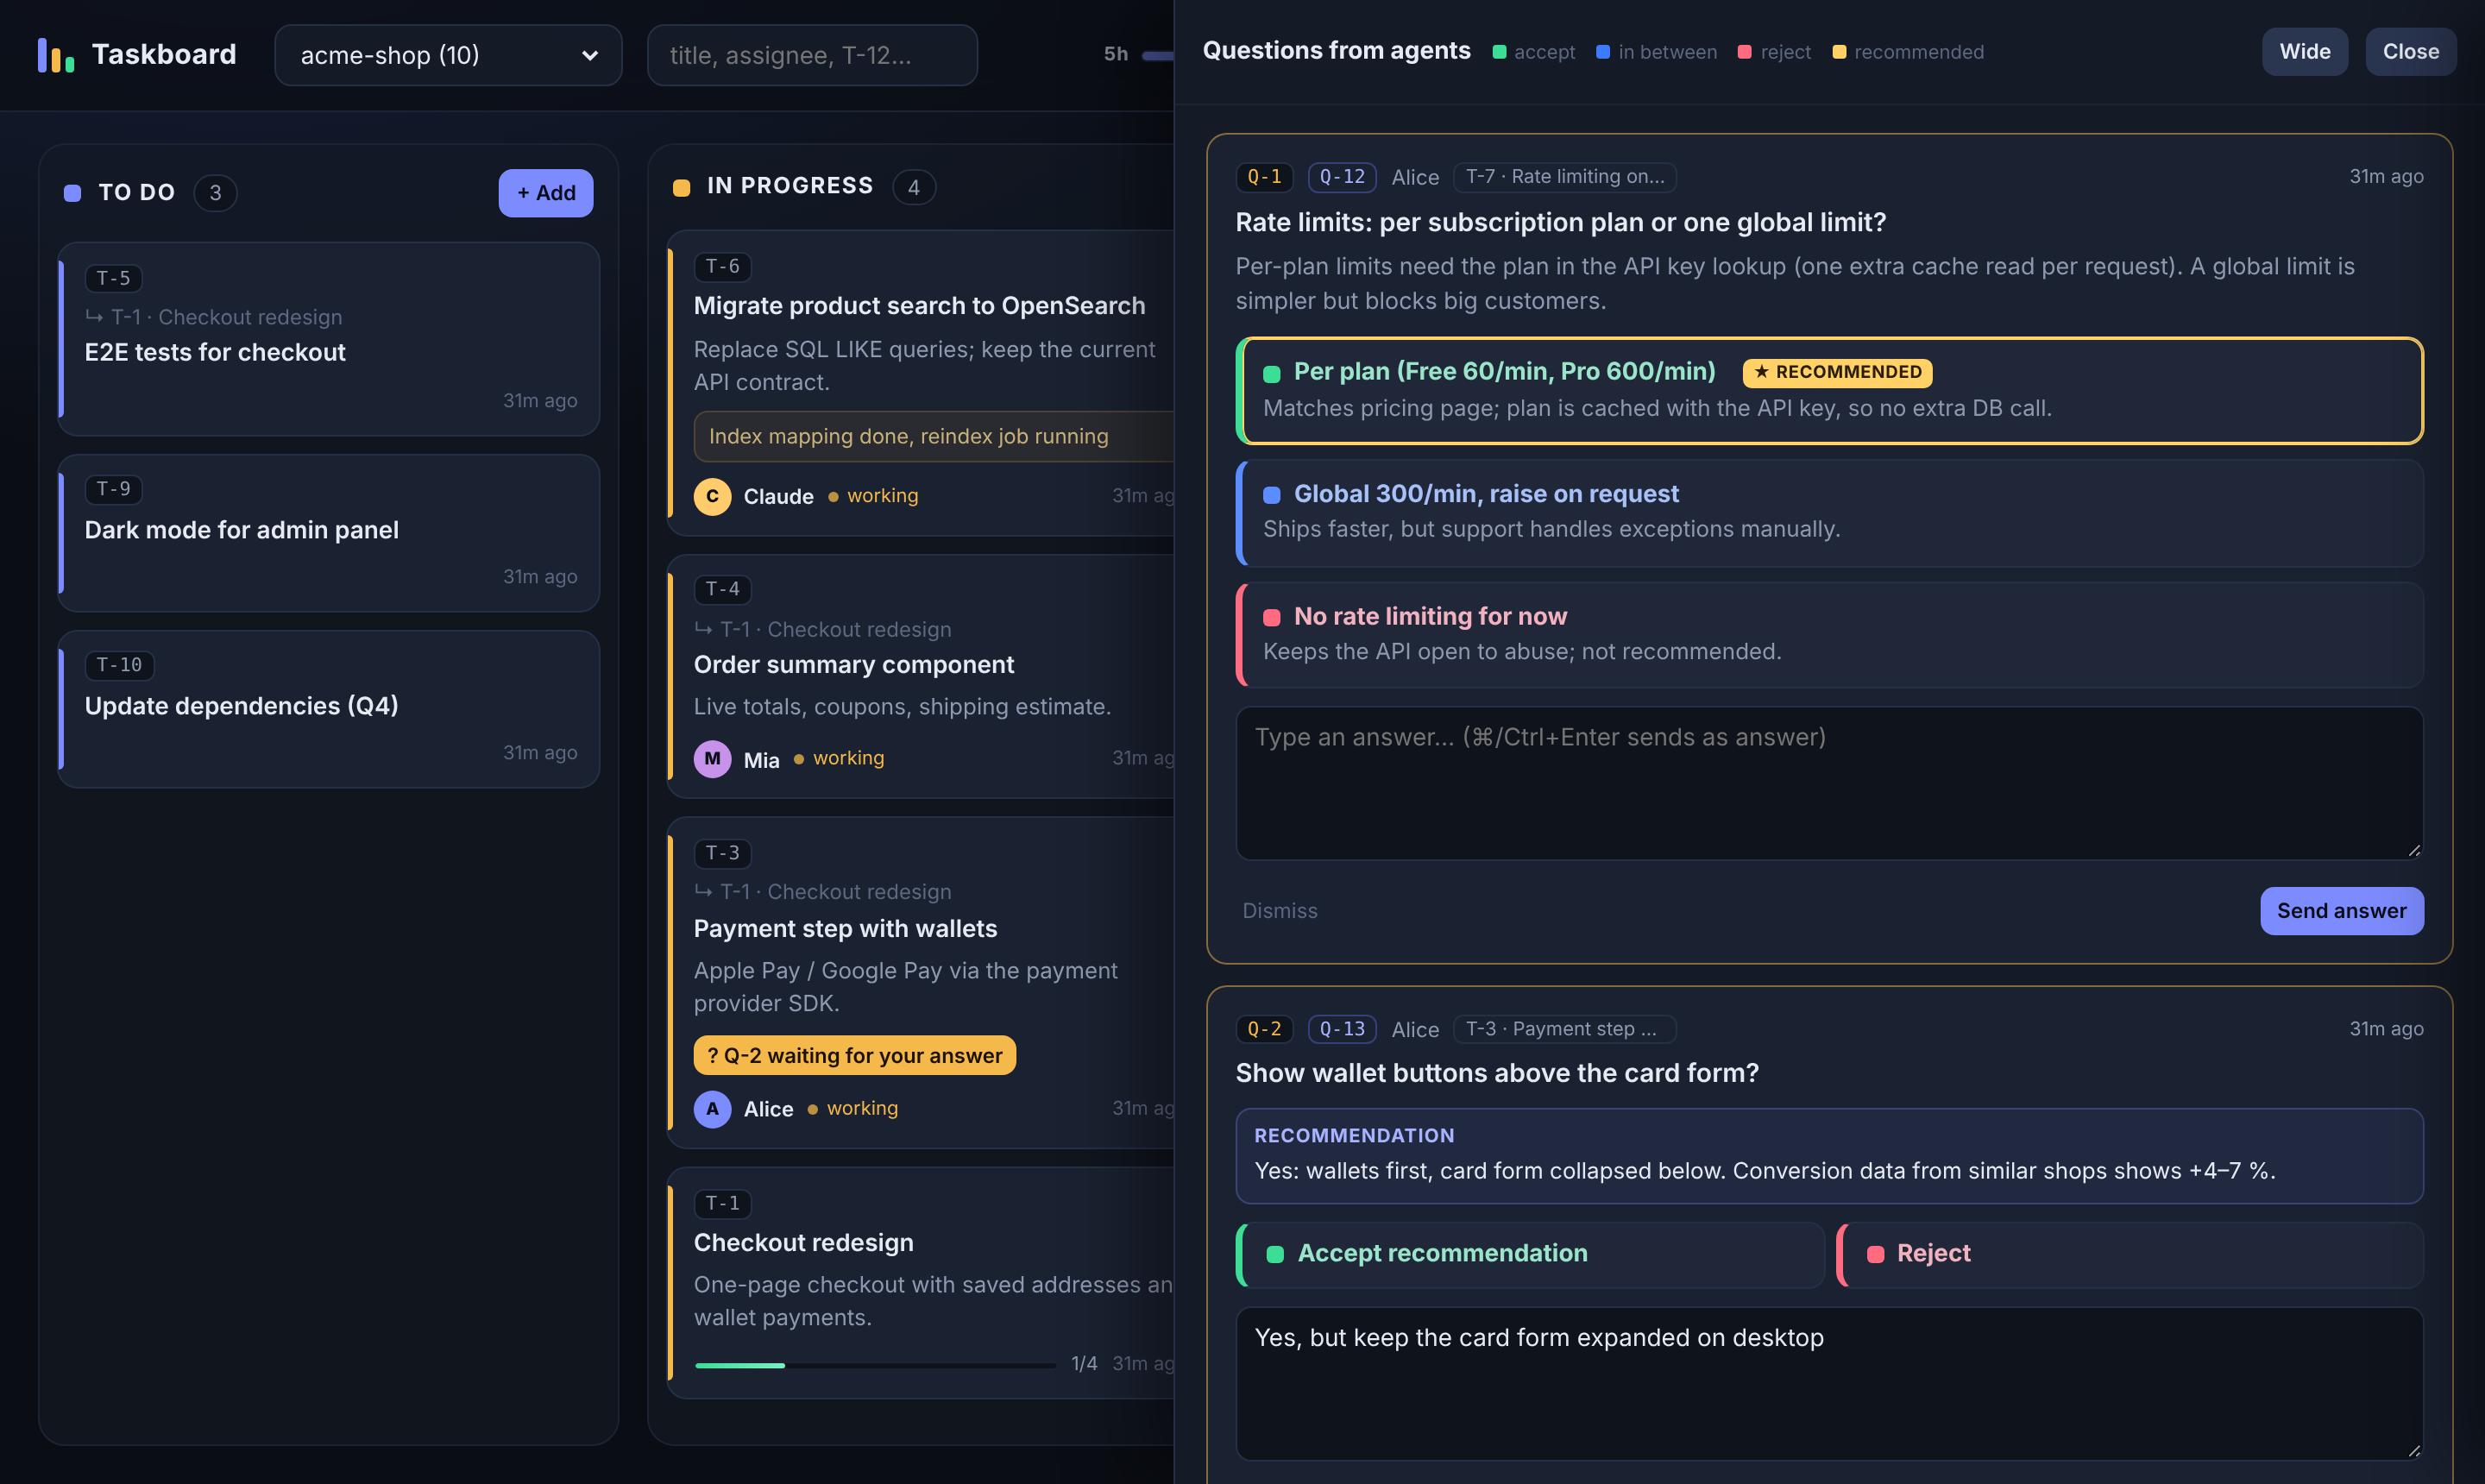 Taskboard
acme-shop (10)
title, assignee, T-12...
5h
TO DO 3
+ Add
T-5
↳ T-1 · Checkout redesign
E2E tests for checkout
31m ago
T-9
Dark mode for admin panel
31m ago
T-10
Update dependencies (Q4)
31m ago
IN PROGRESS 4
T-6
Migrate product search to OpenSearch
Replace SQL LIKE queries; keep the current
API contract.
Index mapping done, reindex job running
C Claude working 31m ag
T-4
↳ T-1 · Checkout redesign
Order summary component
Live totals, coupons, shipping estimate.
M Mia working 31m ag
T-3
↳ T-1 · Checkout redesign
Payment step with wallets
Apple Pay / Google Pay via the payment
provider SDK.
? Q-2 waiting for your answer
A Alice working 31m ag
T-1
Checkout redesign
One-page checkout with saved addresses an
wallet payments.
1/4 31m ag
Questions from agents accept in between reject recommended
Wide Close
Q-1 Q-12 Alice T-7 · Rate limiting on... 31m ago
Rate limits: per subscription plan or one global limit?
Per-plan limits need the plan in the API key lookup (one extra cache read per request). A global limit is
simpler but blocks big customers.
Per plan (Free 60/min, Pro 600/min) ★ RECOMMENDED
Matches pricing page; plan is cached with the API key, so no extra DB call.
Global 300/min, raise on request
Ships faster, but support handles exceptions manually.
No rate limiting for now
Keeps the API open to abuse; not recommended.
Type an answer... (⌘/Ctrl+Enter sends as answer)
Dismiss Send answer
Q-2 Q-13 Alice T-3 · Payment step ... 31m ago
Show wallet buttons above the card form?
RECOMMENDATION
Yes: wallets first, card form collapsed below. Conversion data from similar shops shows +4–7 %.
Accept recommendation Reject
Yes, but keep the card form expanded on desktop